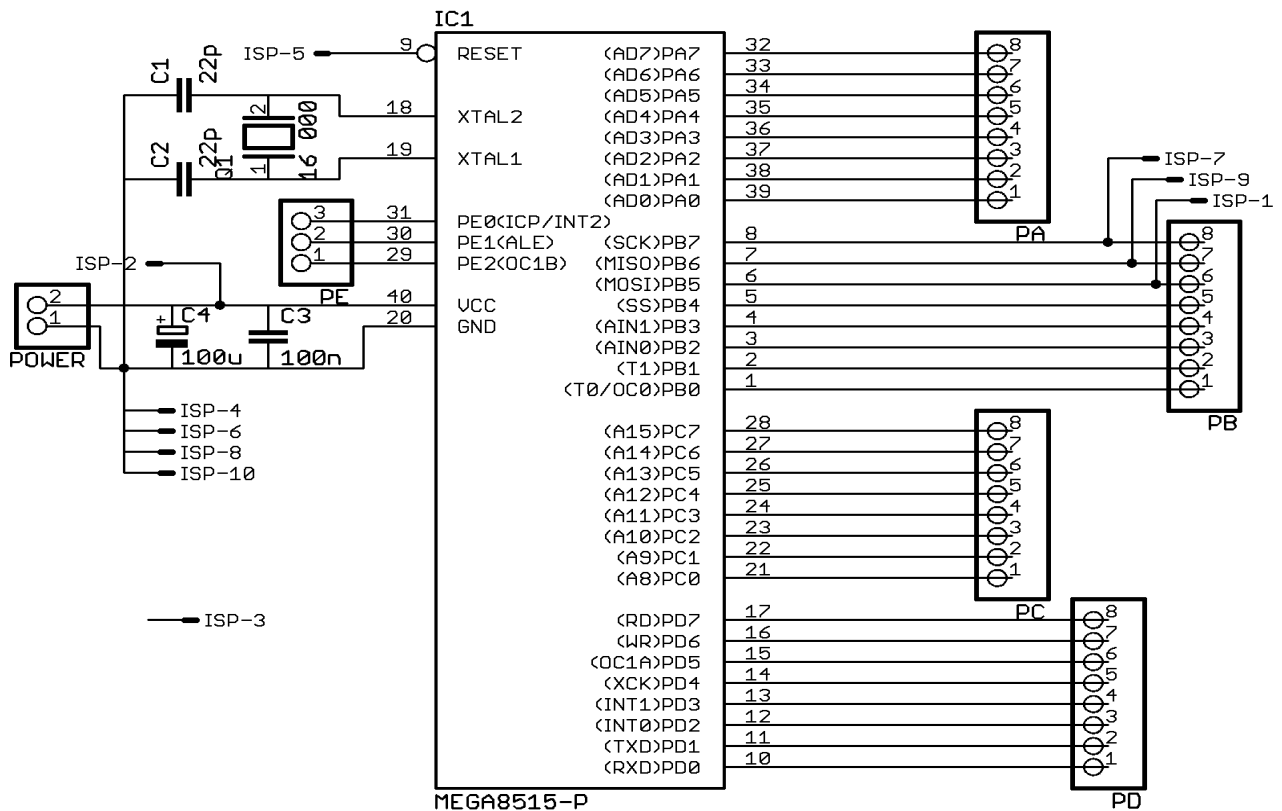 IC1
ISP-5 9 RESET
C1 22p
2
18 XTAL2
16 000
Q1
1
19 XTAL1
C2 22p
3 31 PE0(ICP/INT2)
2 30 PE1(ALE)
1 29 PE2(OC1B)
PE
ISP-2
2 40 VCC
1 20 GND
POWER
+ C4 100u
C3 100n
ISP-4
ISP-6
ISP-8
ISP-10
ISP-3
(AD7)PA7 32 8
(AD6)PA6 33 7
(AD5)PA5 34 6
(AD4)PA4 35 5
(AD3)PA3 36 4
(AD2)PA2 37 3
(AD1)PA1 38 2
(AD0)PA0 39 1
PA
ISP-7
ISP-9
ISP-1
(SCK)PB7 8 8
(MISO)PB6 7 7
(MOSI)PB5 6 6
(SS)PB4 5 5
(AIN1)PB3 4 4
(AIN0)PB2 3 3
(T1)PB1 2 2
(T0/OC0)PB0 1 1
PB
(A15)PC7 28 8
(A14)PC6 27 7
(A13)PC5 26 6
(A12)PC4 25 5
(A11)PC3 24 4
(A10)PC2 23 3
(A9)PC1 22 2
(A8)PC0 21 1
PC
(RD)PD7 17 8
(WR)PD6 16 7
(OC1A)PD5 15 6
(XCK)PD4 14 5
(INT1)PD3 13 4
(INT0)PD2 12 3
(TXD)PD1 11 2
(RXD)PD0 10 1
PD
MEGA8515-P